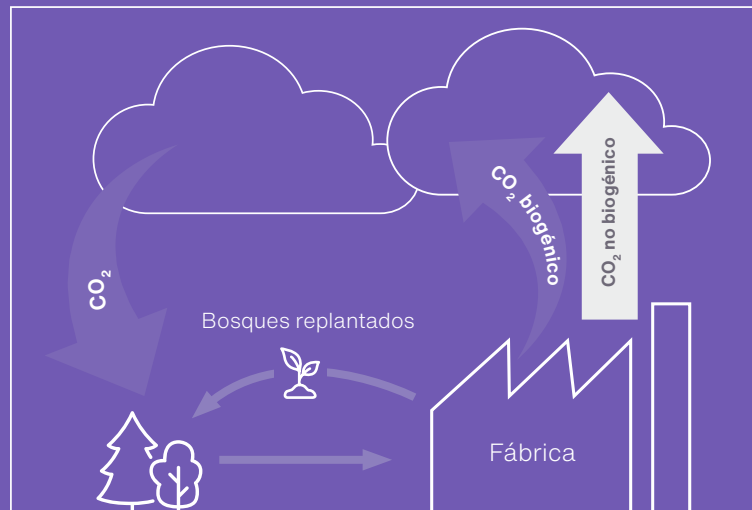 CO₂
CO₂ biogénico
CO₂ no biogénico
Bosques replantados
Fábrica